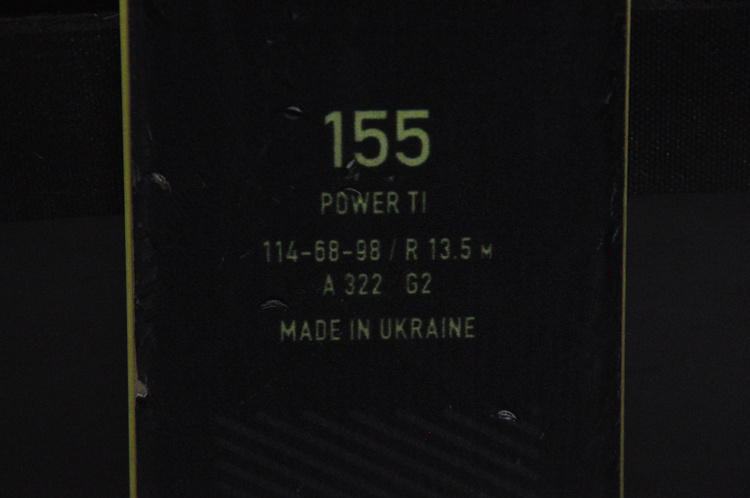 155
POWER TI
114-68-98 / R 13.5 M
A 322 G2
MADE IN UKRAINE